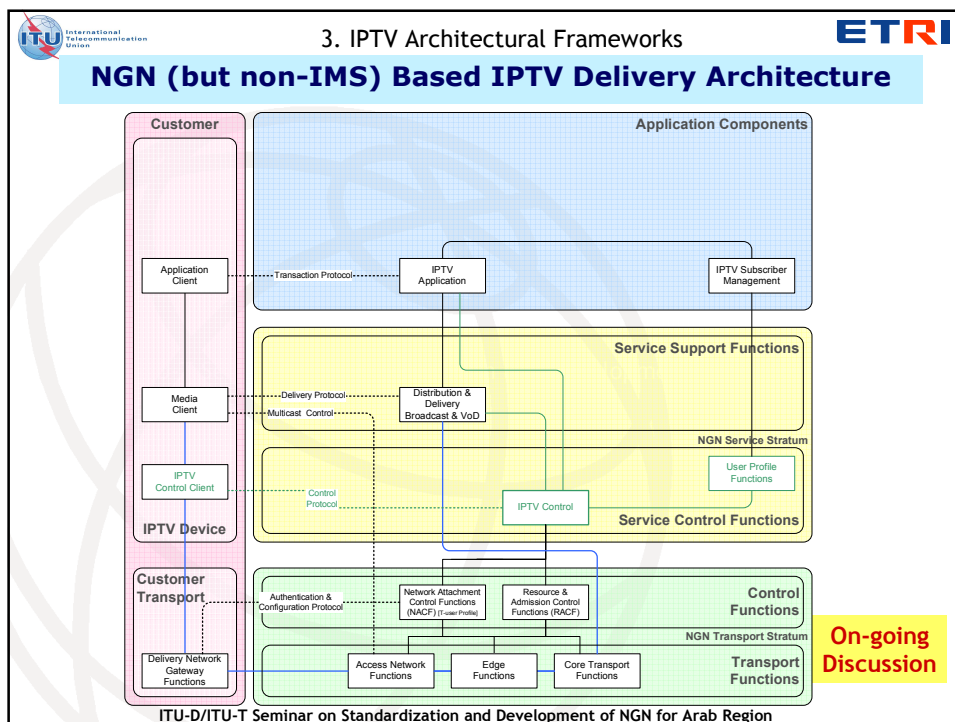 ITU
International
Telecommunication
Union
3. IPTV Architectural Frameworks
ETRI
NGN (but non-IMS) Based IPTV Delivery Architecture
Customer
Application Components
Application
Client
Transaction Protocol
IPTV
Application
IPTV Subscriber
Management
Service Support Functions
Media
Client
Delivery Protocol
Multicast Control
Distribution &
Delivery
Broadcast & VoD
NGN Service Stratum
IPTV
Control Client
Control
Protocol
User Profile
Functions
IPTV Control
IPTV Device
Service Control Functions
Customer
Transport
Authentication &
Configuration Protocol
Network Attachment
Control Functions
(NACF) [T-user Profile]
Resource &
Admission Control
Functions (RACF)
Control
Functions
NGN Transport Stratum
Delivery Network
Gateway
Functions
Access Network
Functions
Edge
Functions
Core Transport
Functions
Transport
Functions
On-going
Discussion
ITU-D/ITU-T Seminar on Standardization and Development of NGN for Arab Region